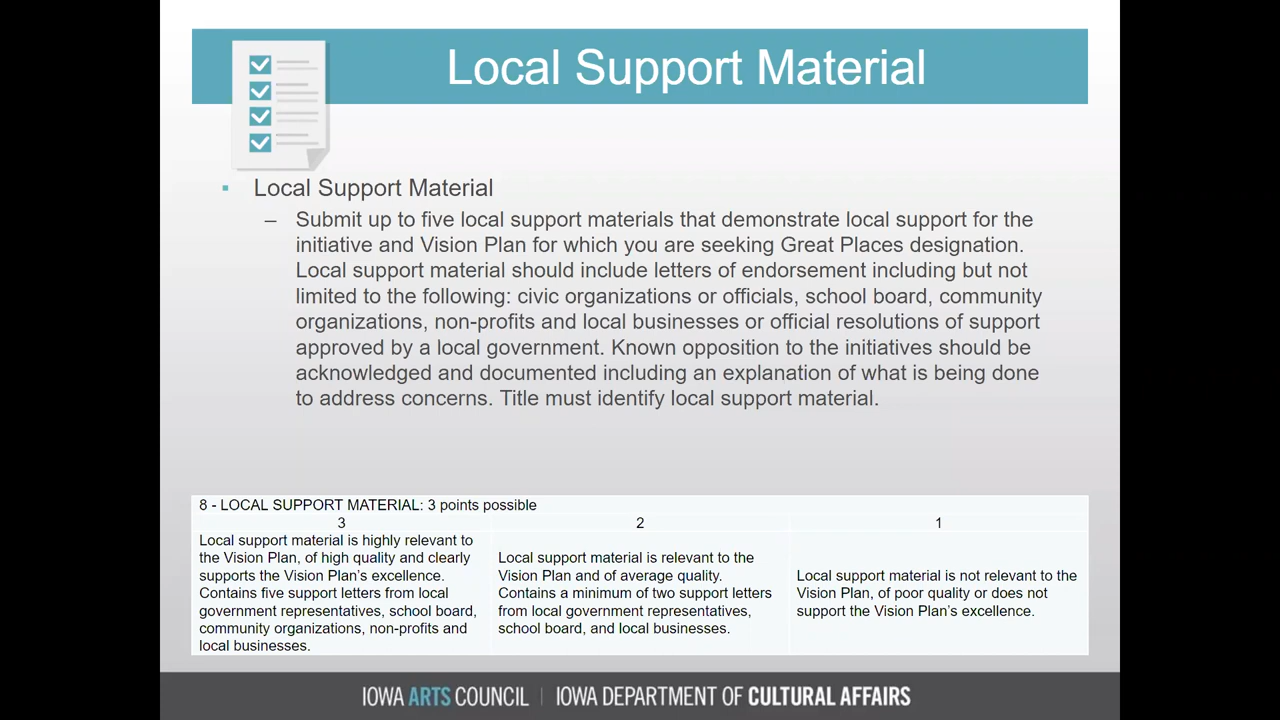 Local Support Material
▪ Local Support Material
– Submit up to five local support materials that demonstrate local support for the
initiative and Vision Plan for which you are seeking Great Places designation.
Local support material should include letters of endorsement including but not
limited to the following: civic organizations or officials, school board, community
organizations, non-profits and local businesses or official resolutions of support
approved by a local government. Known opposition to the initiatives should be
acknowledged and documented including an explanation of what is being done
to address concerns. Title must identify local support material.
8 - LOCAL SUPPORT MATERIAL: 3 points possible
3
Local support material is highly relevant to
the Vision Plan, of high quality and clearly
supports the Vision Plan's excellence.
Contains five support letters from local
government representatives, school board,
community organizations, non-profits and
local businesses.
2
Local support material is relevant to the
Vision Plan and of average quality.
Contains a minimum of two support letters
from local government representatives,
school board, and local businesses.
1
Local support material is not relevant to the
Vision Plan, of poor quality or does not
support the Vision Plan's excellence.
IOWA ARTS COUNCIL | IOWA DEPARTMENT OF CULTURAL AFFAIRS